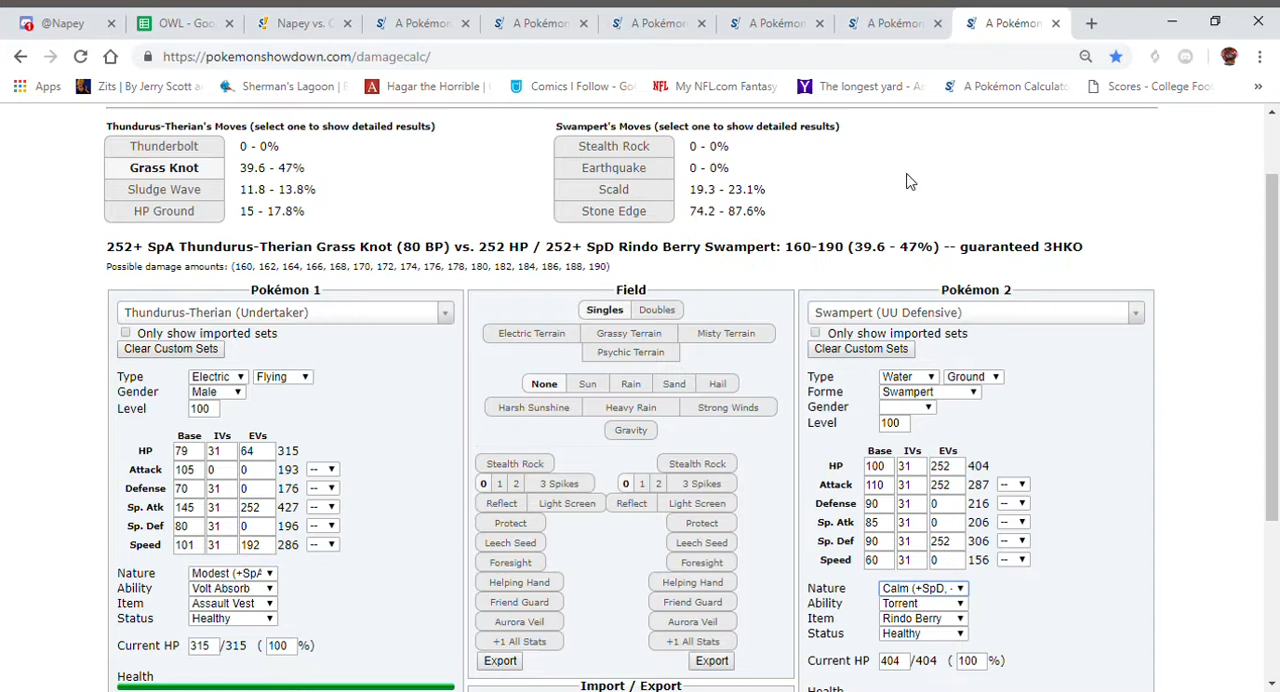 @Napey
OWL - Goo
Napey vs. C
A Pokémon
A Pokémon
A Pokémon
A Pokémon
A Pokémon
A Pokémon
https://pokemonshowdown.com/damagecalc/
Apps Zits | By Jerry Scott a Sherman's Lagoon | Hagar the Horrible | Comics I Follow - Go NFL My NFL.com Fantasy The longest yard - A A Pokémon Calculato Scores - College Foo »
Thundurus-Therian's Moves (select one to show detailed results) Swampert's Moves (select one to show detailed results)
Thunderbolt 0 - 0% Stealth Rock 0 - 0%
Grass Knot 39.6 - 47% Earthquake 0 - 0%
Sludge Wave 11.8 - 13.8% Scald 19.3 - 23.1%
HP Ground 15 - 17.8% Stone Edge 74.2 - 87.6%
252+ SpA Thundurus-Therian Grass Knot (80 BP) vs. 252 HP / 252+ SpD Rindo Berry Swampert: 160-190 (39.6 - 47%) -- guaranteed 3HKO
Possible damage amounts: (160, 162, 164, 166, 168, 170, 172, 174, 176, 178, 180, 182, 184, 186, 188, 190)
Pokémon 1
Thundurus-Therian (Undertaker)
Only show imported sets
Clear Custom Sets
Type Electric Flying
Gender Male
Level 100
Base IVs EVs
HP 79 31 64 315
Attack 105 0 0 193 --
Defense 70 31 0 176 --
Sp. Atk 145 31 252 427 --
Sp. Def 80 31 0 196 --
Speed 101 31 192 286 --
Nature Modest (+SpA
Ability Volt Absorb
Item Assault Vest
Status Healthy
Current HP 315 /315 ( 100 %)
Health
Field
Singles Doubles
Electric Terrain Grassy Terrain Misty Terrain
Psychic Terrain
None Sun Rain Sand Hail
Harsh Sunshine Heavy Rain Strong Winds
Gravity
Stealth Rock Stealth Rock
0 1 2 3 Spikes 0 1 2 3 Spikes
Reflect Light Screen Reflect Light Screen
Protect Protect
Leech Seed Leech Seed
Foresight Foresight
Helping Hand Helping Hand
Friend Guard Friend Guard
Aurora Veil Aurora Veil
+1 All Stats +1 All Stats
Export Export
Import / Export
Pokémon 2
Swampert (UU Defensive)
Only show imported sets
Clear Custom Sets
Type Water Ground
Forme Swampert
Gender
Level 100
Base IVs EVs
HP 100 31 252 404
Attack 110 31 252 287 --
Defense 90 31 0 216 --
Sp. Atk 85 31 0 206 --
Sp. Def 90 31 252 306 --
Speed 60 31 0 156 --
Nature Calm (+SpD, -
Ability Torrent
Item Rindo Berry
Status Healthy
Current HP 404 /404 ( 100 %)
Health